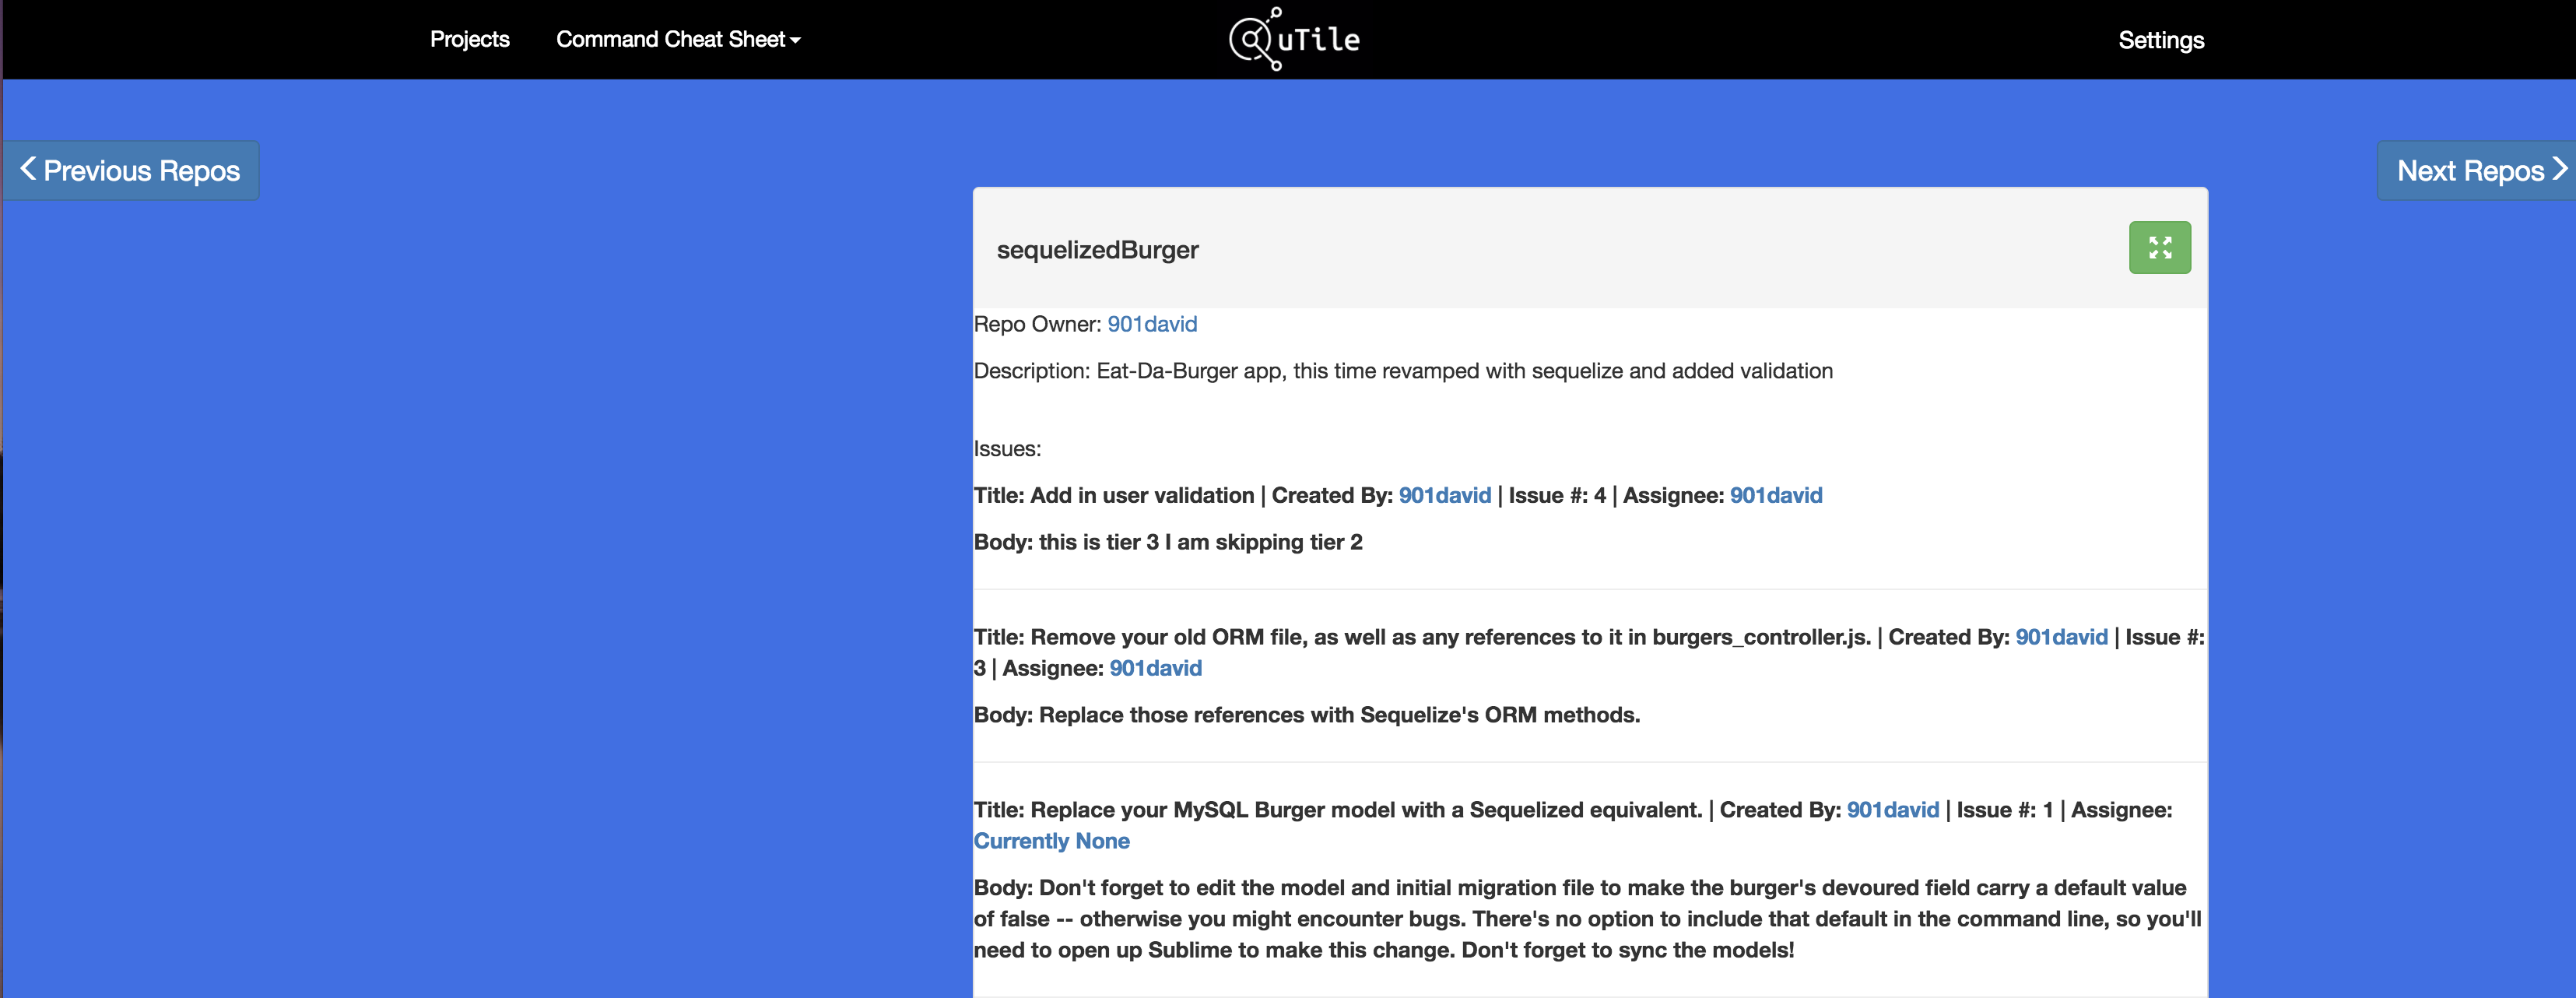 Projects
Command Cheat Sheet
uTile
Settings
Previous Repos
Next Repos
sequelizedBurger
Repo Owner: 901david
Description: Eat-Da-Burger app, this time revamped with sequelize and added validation
Issues:
Title: Add in user validation | Created By: 901david | Issue #: 4 | Assignee: 901david
Body: this is tier 3 I am skipping tier 2
Title: Remove your old ORM file, as well as any references to it in burgers_controller.js. | Created By: 901david | Issue #:
3 | Assignee: 901david
Body: Replace those references with Sequelize's ORM methods.
Title: Replace your MySQL Burger model with a Sequelized equivalent. | Created By: 901david | Issue #: 1 | Assignee:
Currently None
Body: Don't forget to edit the model and initial migration file to make the burger's devoured field carry a default value
of false -- otherwise you might encounter bugs. There's no option to include that default in the command line, so you'll
need to open up Sublime to make this change. Don't forget to sync the models!